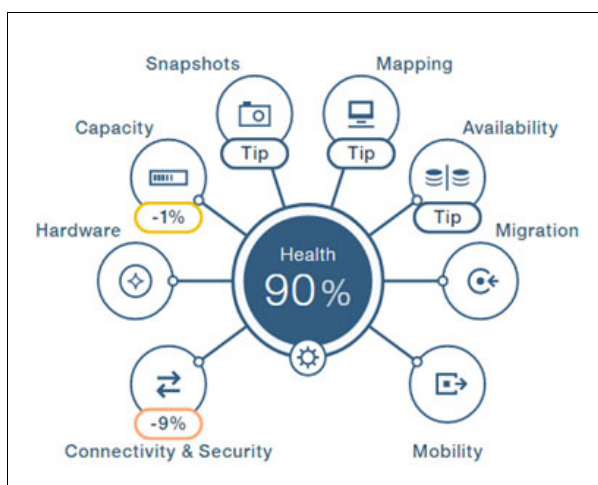 Snapshots
Mapping
Tip
Tip
Capacity
Availability
-1%
Tip
Hardware
Migration
Health
90%
-9%
Connectivity & Security
Mobility